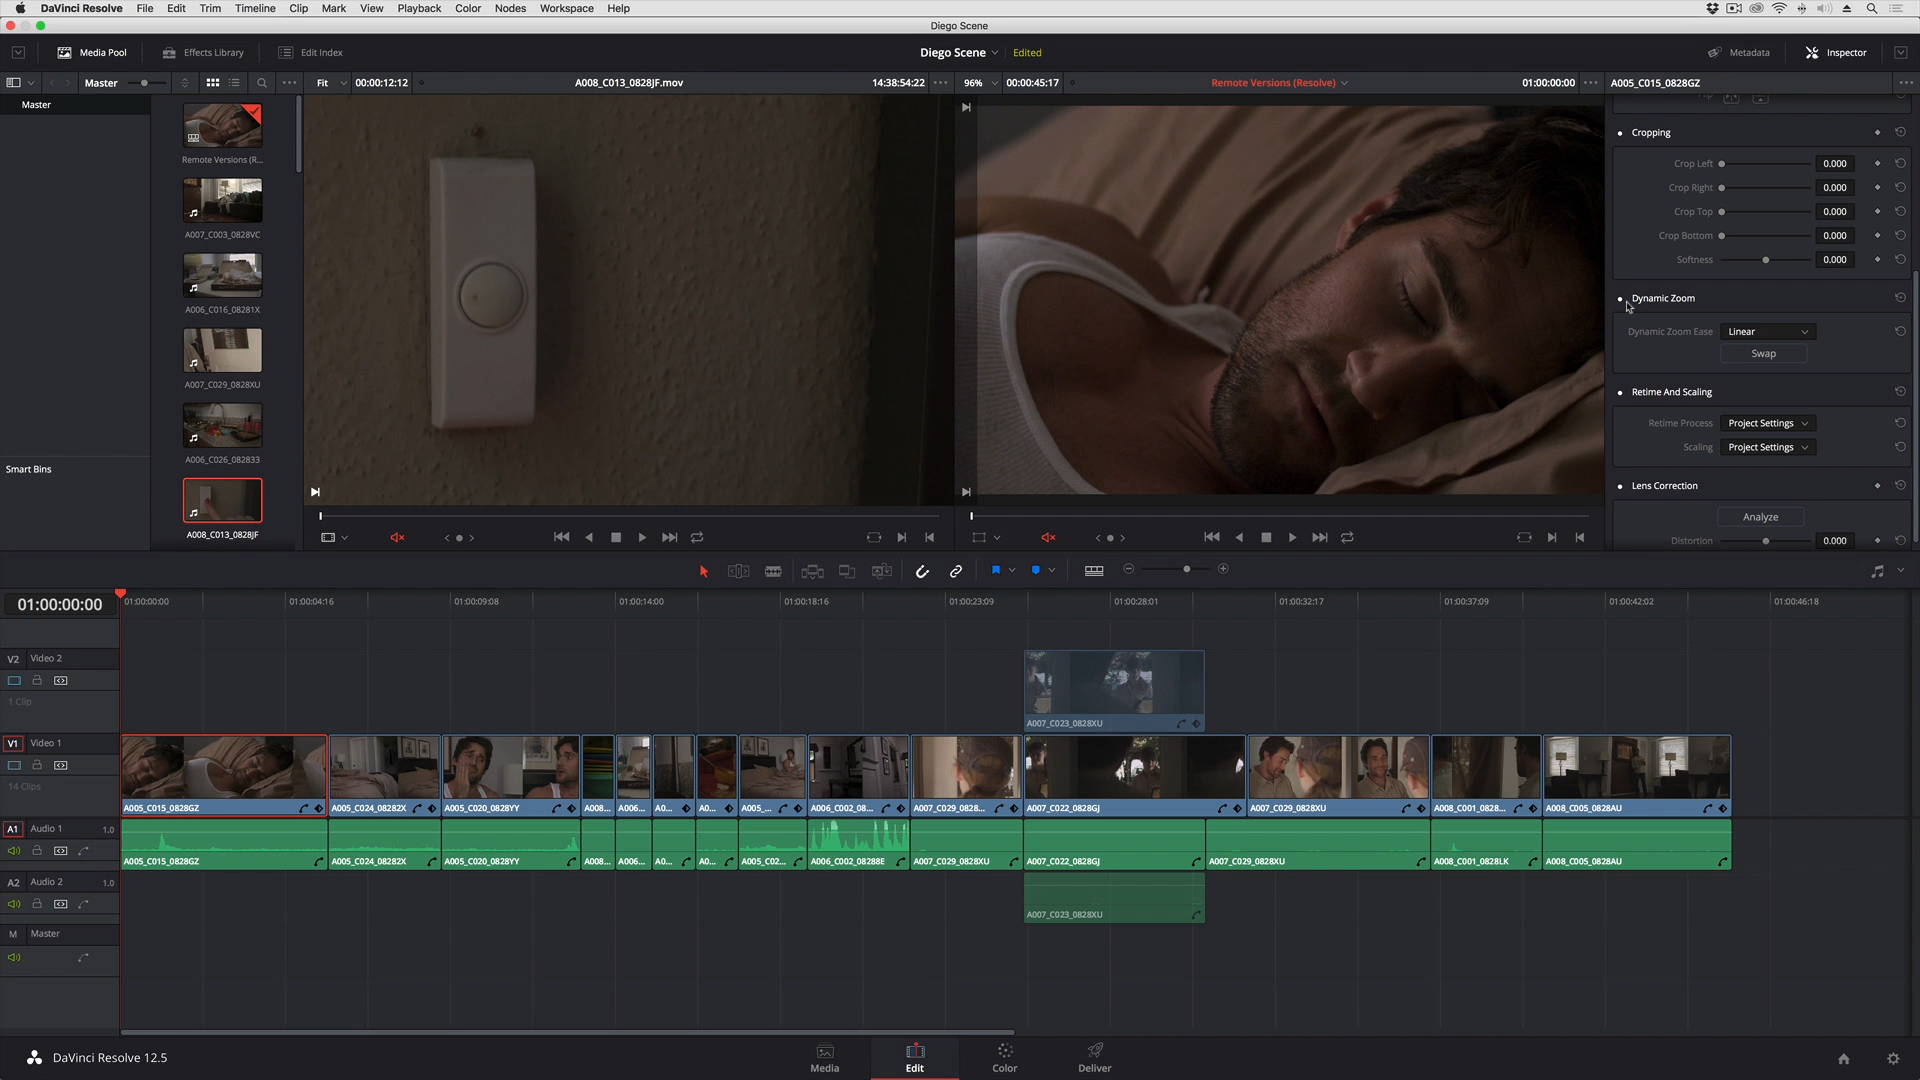 DaVinci Resolve File Edit Trim Timeline Clip Mark View Playback Color Nodes Workspace Help
Diego Scene
Media Pool Effects Library Edit Index Diego Scene Edited Metadata Inspector
Master Fit 00:00:12:12 A008_C013_0828JF.mov 14:38:54:22 96% 00:00:45:17 Remote Versions (Resolve) 01:00:00:00 A005_C015_0828GZ
Master
Smart Bins
Remote Versions (R...
A007_C003_0828VC
A006_C016_08281X
A007_C029_0828XU
A006_C026_082833
A008_C013_0828JF
Cropping
Crop Left 0.000
Crop Right 0.000
Crop Top 0.000
Crop Bottom 0.000
Softness 0.000
Dynamic Zoom
Dynamic Zoom Ease Linear
Swap
Retime And Scaling
Retime Process Project Settings
Scaling Project Settings
Lens Correction
Analyze
Distortion 0.000
01:00:00:00 01:00:00:00 01:00:04:16 01:00:09:08 01:00:14:00 01:00:18:16 01:00:23:09 01:00:28:01 01:00:32:17 01:00:37:09 01:00:42:02 01:00:46:18
V2 Video 2
1 Clip
A007_C023_0828XU
V1 Video 1
14 Clips
A005_C015_0828GZ A005_C024_08282X A005_C020_0828YY A008... A006... A0... A0... A005_... A006_C002_08... A007_C029_0828... A007_C022_0828GJ A007_C029_0828XU A008_C001_0828... A008_C005_0828AU
A1 Audio 1 1.0
A005_C015_0828GZ A005_C024_08282X A005_C020_0828YY A008... A006... A0... A0... A005_C02... A006_C002_08288E A007_C029_0828XU A007_C022_0828GJ A007_C029_0828XU A008_C001_0828LK A008_C005_0828AU
A2 Audio 2 1.0
A007_C023_0828XU
M Master
DaVinci Resolve 12.5 Media Edit Color Deliver